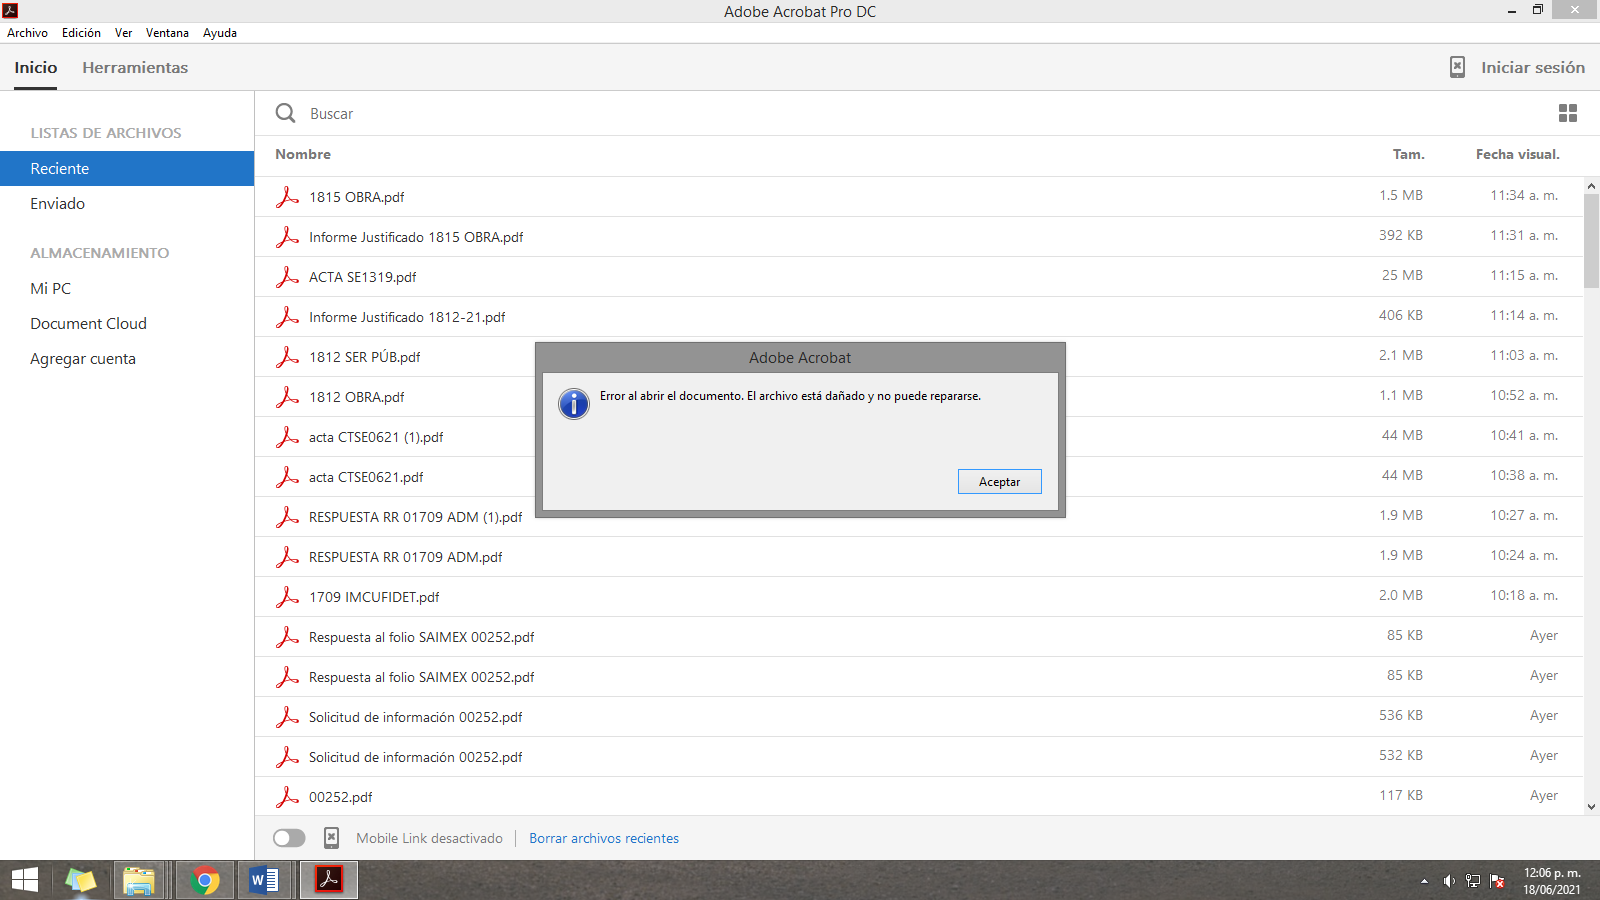 Adobe Acrobat Pro DC
Archivo Edición Ver Ventana Ayuda
Inicio Herramientas Iniciar sesión
Buscar
LISTAS DE ARCHIVOS
Reciente
Enviado
ALMACENAMIENTO
Mi PC
Document Cloud
Agregar cuenta
Nombre Tam. Fecha visual.
1815 OBRA.pdf 1.5 MB 11:34 a. m.
Informe Justificado 1815 OBRA.pdf 392 KB 11:31 a. m.
ACTA SE1319.pdf 25 MB 11:15 a. m.
Informe Justificado 1812-21.pdf 406 KB 11:14 a. m.
1812 SER PÚB.pdf 2.1 MB 11:03 a. m.
1812 OBRA.pdf 1.1 MB 10:52 a. m.
acta CTSE0621 (1).pdf 44 MB 10:41 a. m.
acta CTSE0621.pdf 44 MB 10:38 a. m.
RESPUESTA RR 01709 ADM (1).pdf 1.9 MB 10:27 a. m.
RESPUESTA RR 01709 ADM.pdf 1.9 MB 10:24 a. m.
1709 IMCUFIDET.pdf 2.0 MB 10:18 a. m.
Respuesta al folio SAIMEX 00252.pdf 85 KB Ayer
Respuesta al folio SAIMEX 00252.pdf 85 KB Ayer
Solicitud de información 00252.pdf 536 KB Ayer
Solicitud de información 00252.pdf 532 KB Ayer
00252.pdf 117 KB Ayer
Adobe Acrobat
Error al abrir el documento. El archivo está dañado y no puede repararse.
Aceptar
Mobile Link desactivado Borrar archivos recientes
12:06 p. m.
18/06/2021